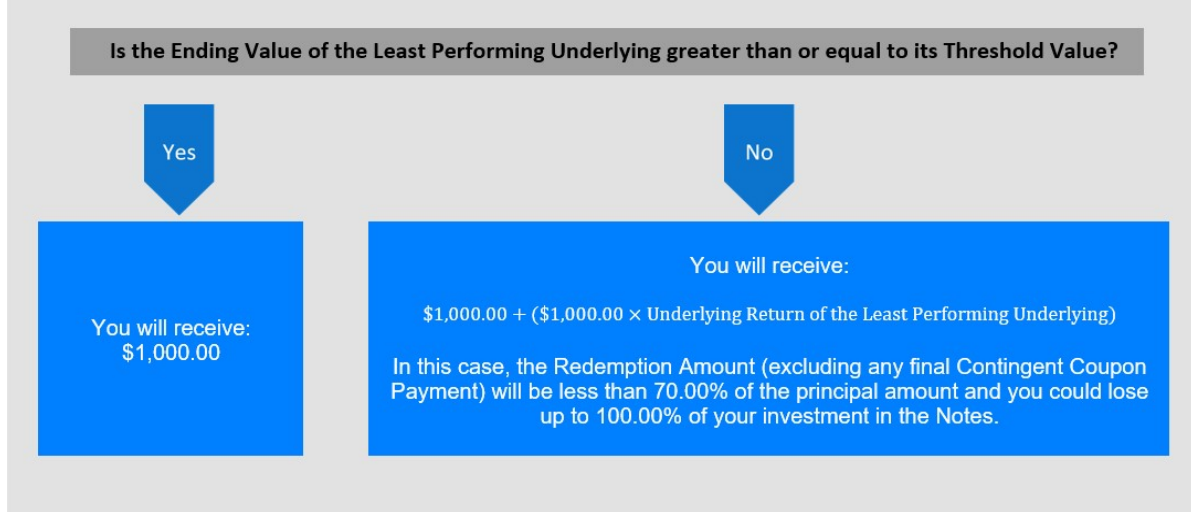 Is the Ending Value of the Least Performing Underlying greater than or equal to its Threshold Value?
Yes
No
You will receive:
$1,000.00
You will receive:
$1,000.00 + ($1,000.00 × Underlying Return of the Least Performing Underlying)
In this case, the Redemption Amount (excluding any final Contingent Coupon
Payment) will be less than 70.00% of the principal amount and you could lose
up to 100.00% of your investment in the Notes.